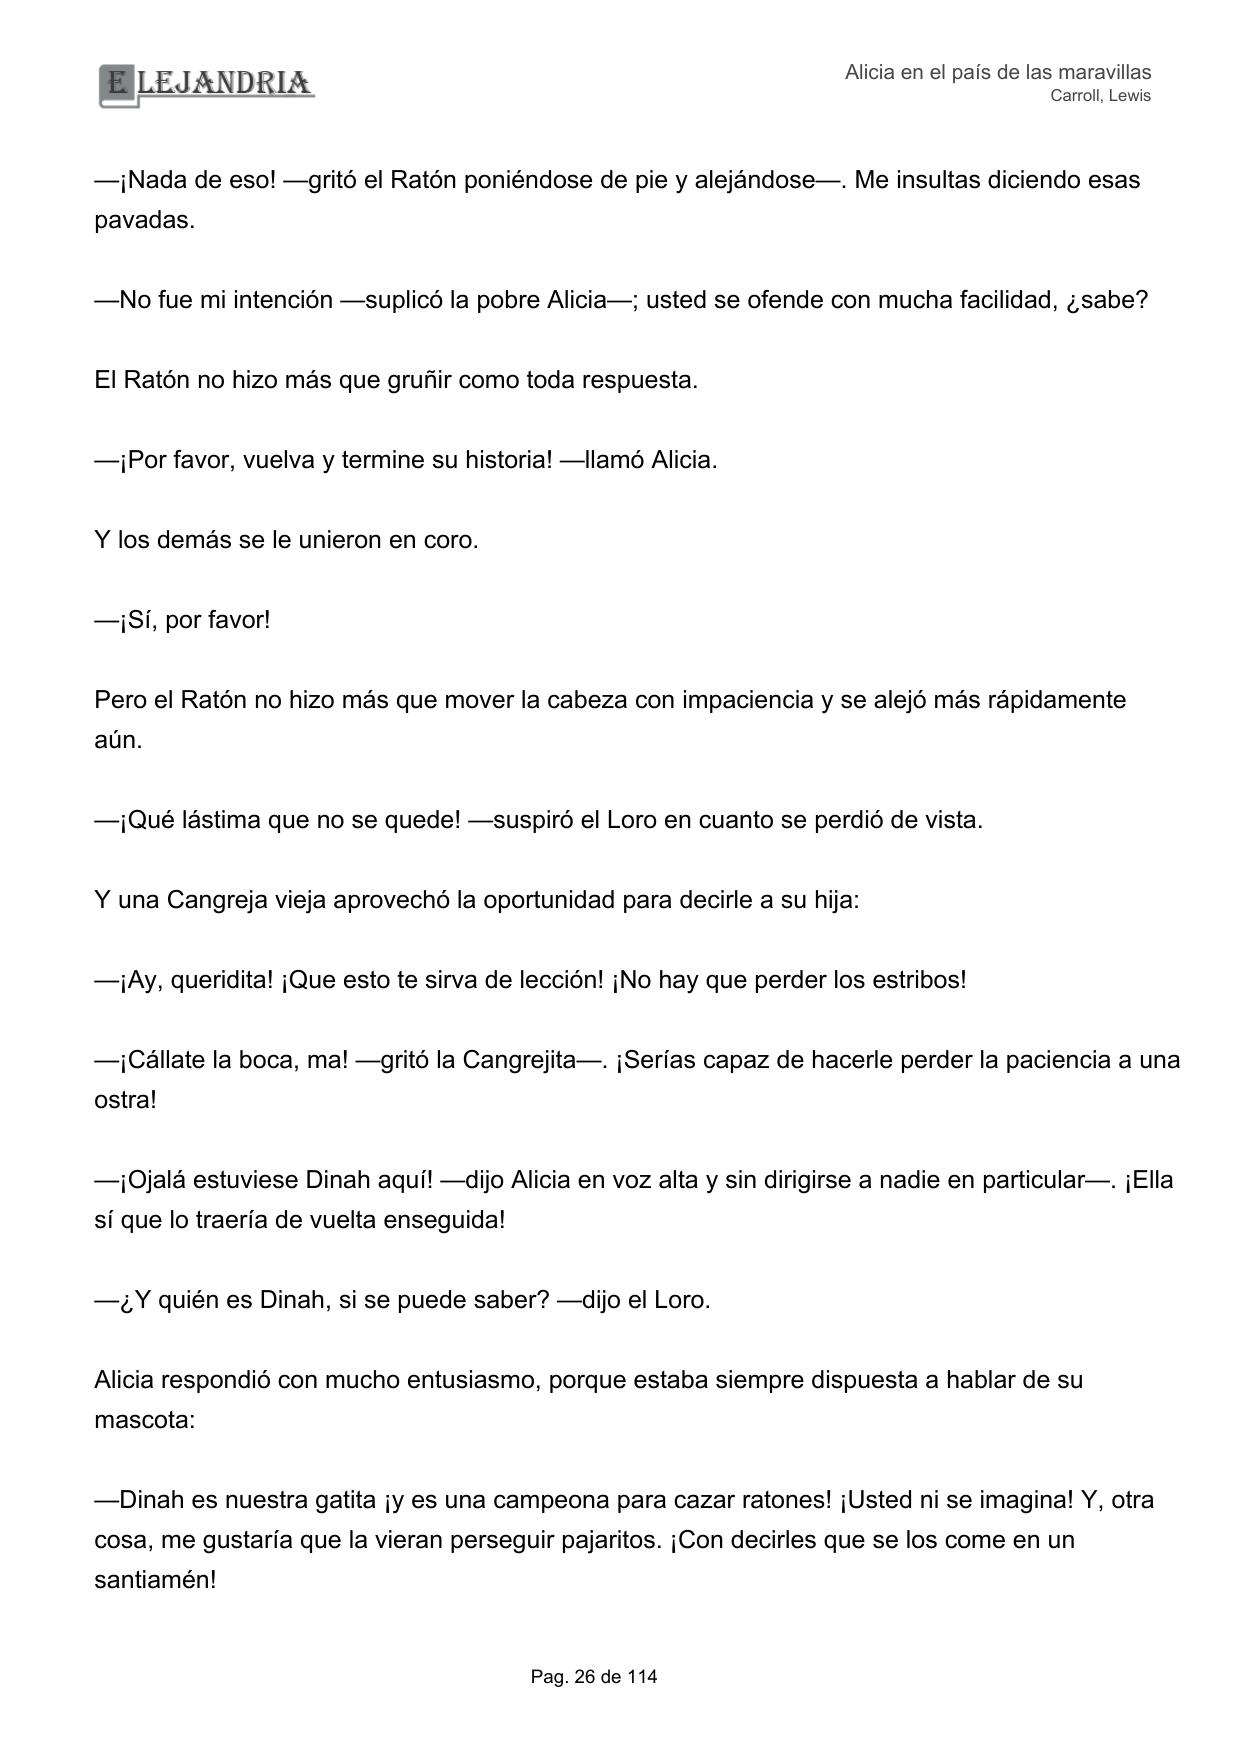 ELEJANDRIA
Alicia en el país de las maravillas
Carroll, Lewis
—¡Nada de eso! —gritó el Ratón poniéndose de pie y alejándose—. Me insultas diciendo esas
pavadas.
—No fue mi intención —suplicó la pobre Alicia—; usted se ofende con mucha facilidad, ¿sabe?
El Ratón no hizo más que gruñir como toda respuesta.
—¡Por favor, vuelva y termine su historia! —llamó Alicia.
Y los demás se le unieron en coro.
—¡Sí, por favor!
Pero el Ratón no hizo más que mover la cabeza con impaciencia y se alejó más rápidamente
aún.
—¡Qué lástima que no se quede! —suspiró el Loro en cuanto se perdió de vista.
Y una Cangreja vieja aprovechó la oportunidad para decirle a su hija:
—¡Ay, queridita! ¡Que esto te sirva de lección! ¡No hay que perder los estribos!
—¡Cállate la boca, ma! —gritó la Cangrejita—. ¡Serías capaz de hacerle perder la paciencia a una
ostra!
—¡Ojalá estuviese Dinah aquí! —dijo Alicia en voz alta y sin dirigirse a nadie en particular—. ¡Ella
sí que lo traería de vuelta enseguida!
—¿Y quién es Dinah, si se puede saber? —dijo el Loro.
Alicia respondió con mucho entusiasmo, porque estaba siempre dispuesta a hablar de su
mascota:
—Dinah es nuestra gatita ¡y es una campeona para cazar ratones! ¡Usted ni se imagina! Y, otra
cosa, me gustaría que la vieran perseguir pajaritos. ¡Con decirles que se los come en un
santiamén!
Pag. 26 de 114